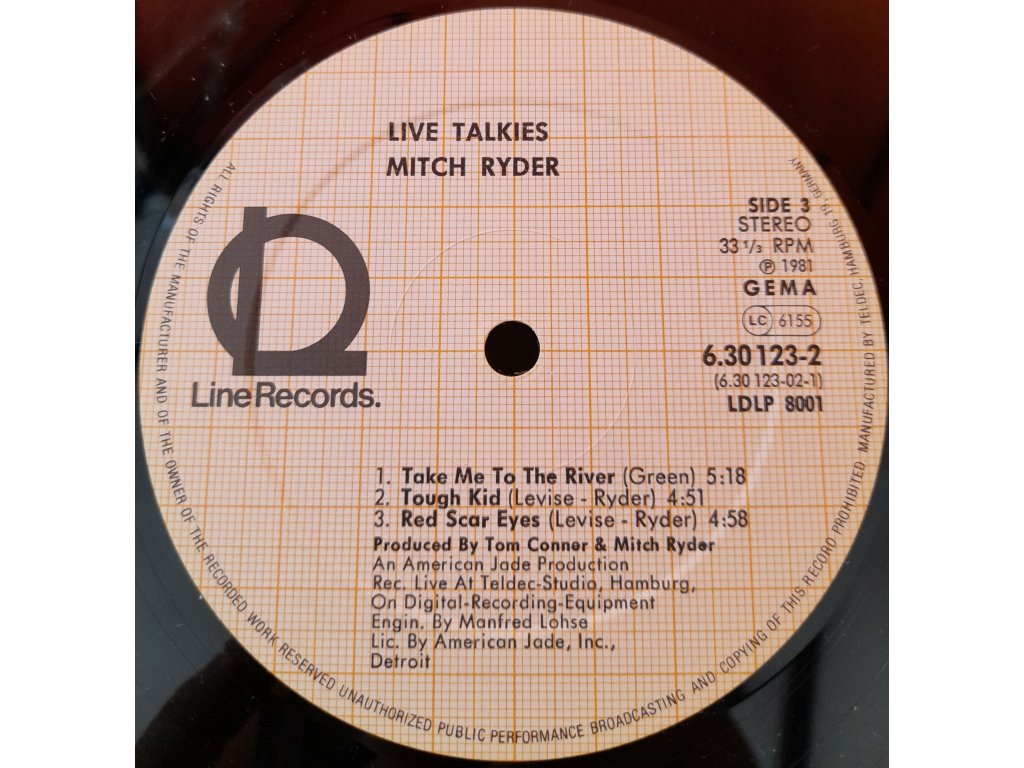 LIVE TALKIES
MITCH RYDER
SIDE 3
STEREO
33 1/3 RPM
℗ 1981
GEMA
LC 6155
6.30 123-2
(6.30 123-02-1)
LDLP 8001
Line Records.
1. Take Me To The River (Green) 5:18
2. Tough Kid (Levise - Ryder) 4:51
3. Red Scar Eyes (Levise - Ryder) 4:58
Produced By Tom Conner & Mitch Ryder
An American Jade Production
Rec. Live At Teldec-Studio, Hamburg,
On Digital-Recording-Equipment
Engin. By Manfred Lohse
Lic. By American Jade, Inc.,
Detroit
ALL RIGHTS OF THE MANUFACTURER AND OF THE OWNER OF THE RECORDED WORK RESERVED UNAUTHORIZED PUBLIC PERFORMANCE BROADCASTING AND COPYING OF THIS RECORD PROHIBITED. MANUFACTURED BY TELDEC, HAMBURG 19, GERMANY